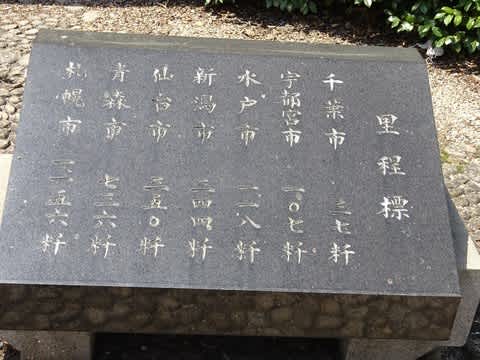 里程標
千葉市 三七粁
宇都宮市 一〇七粁
水戸市 一一八粁
新潟市 三四四粁
仙台市 三五〇粁
青森市 七三六粁
札幌市 一、一五六粁